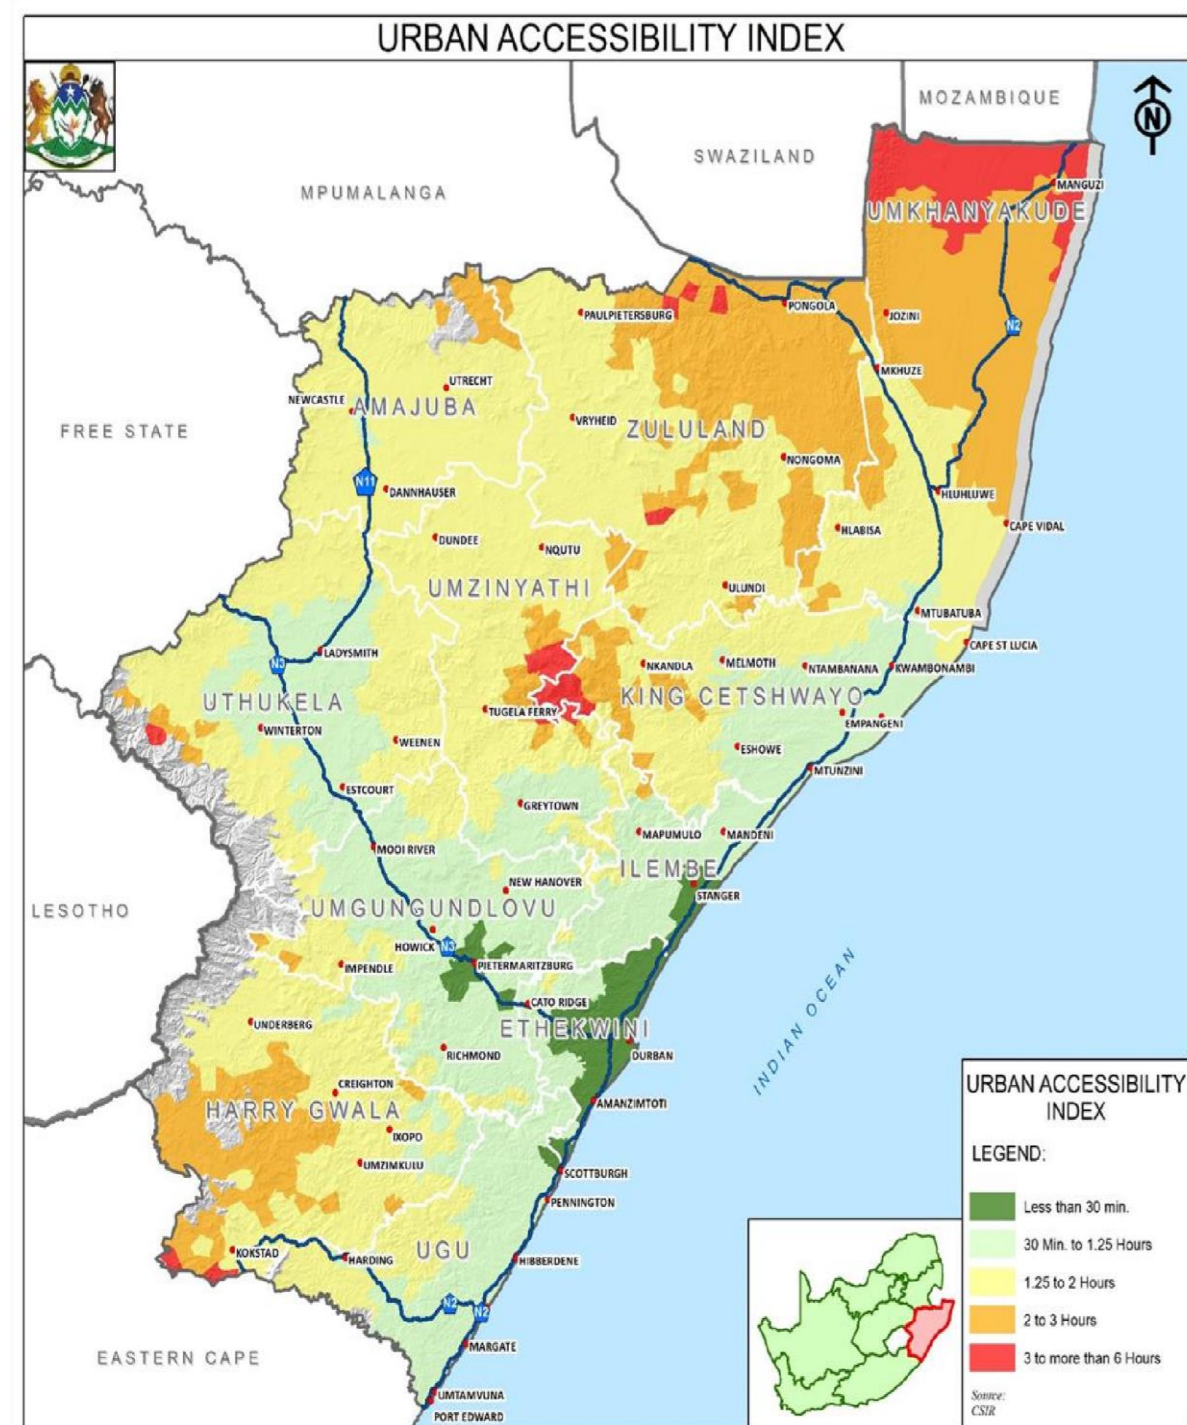 URBAN ACCESSIBILITY INDEX
MOZAMBIQUE
N
SWAZILAND
MPUMALANGA
MANGUZI
UMKHANYAKUDE
PONGOLA
PAULPIETERSBURG
JOZINI
N2
MKHUZE
UTRECHT
NEWCASTLE
AMAJUBA
VRYHEID
ZULULAND
FREE STATE
NONGOMA
N11
DANNHAUSER
HLUHLUWE
CAPE VIDAL
HLABISA
DUNDEE
NQUTU
UMZINYATHI
ULUNDI
MTUBATUBA
CAPE ST LUCIA
LADYSMITH
N3
NKANDLA
MELMOTH
NTAMBANANA
KWAMBONAMBI
UTHUKELA
KING CETSHWAYO
TUGELA FERRY
EMPANGENI
WINTERTON
WEENEN
ESHOWE
MTUNZINI
ESTCOURT
GREYTOWN
MAPUMULO
MANDENI
MOOI RIVER
ILEMBE
NEW HANOVER
STANGER
LESOTHO
UMGUNGUNDLOVU
HOWICK
N3
PIETERMARITZBURG
IMPENDLE
CATO RIDGE
INDIAN OCEAN
UNDERBERG
ETHEKWINI
DURBAN
RICHMOND
CREIGHTON
AMANZIMTOTI
HARRY GWALA
IXOPO
UMZIMKULU
SCOTTBURGH
PENNINGTON
KOKSTAD
HARDING
UGU
HIBBERDENE
N2
N2
MARGATE
EASTERN CAPE
UMTAMVUNA
PORT EDWARD
URBAN ACCESSIBILITY
INDEX
LEGEND:
Less than 30 min.
30 Min. to 1.25 Hours
1.25 to 2 Hours
2 to 3 Hours
3 to more than 6 Hours
Source:
CSIR